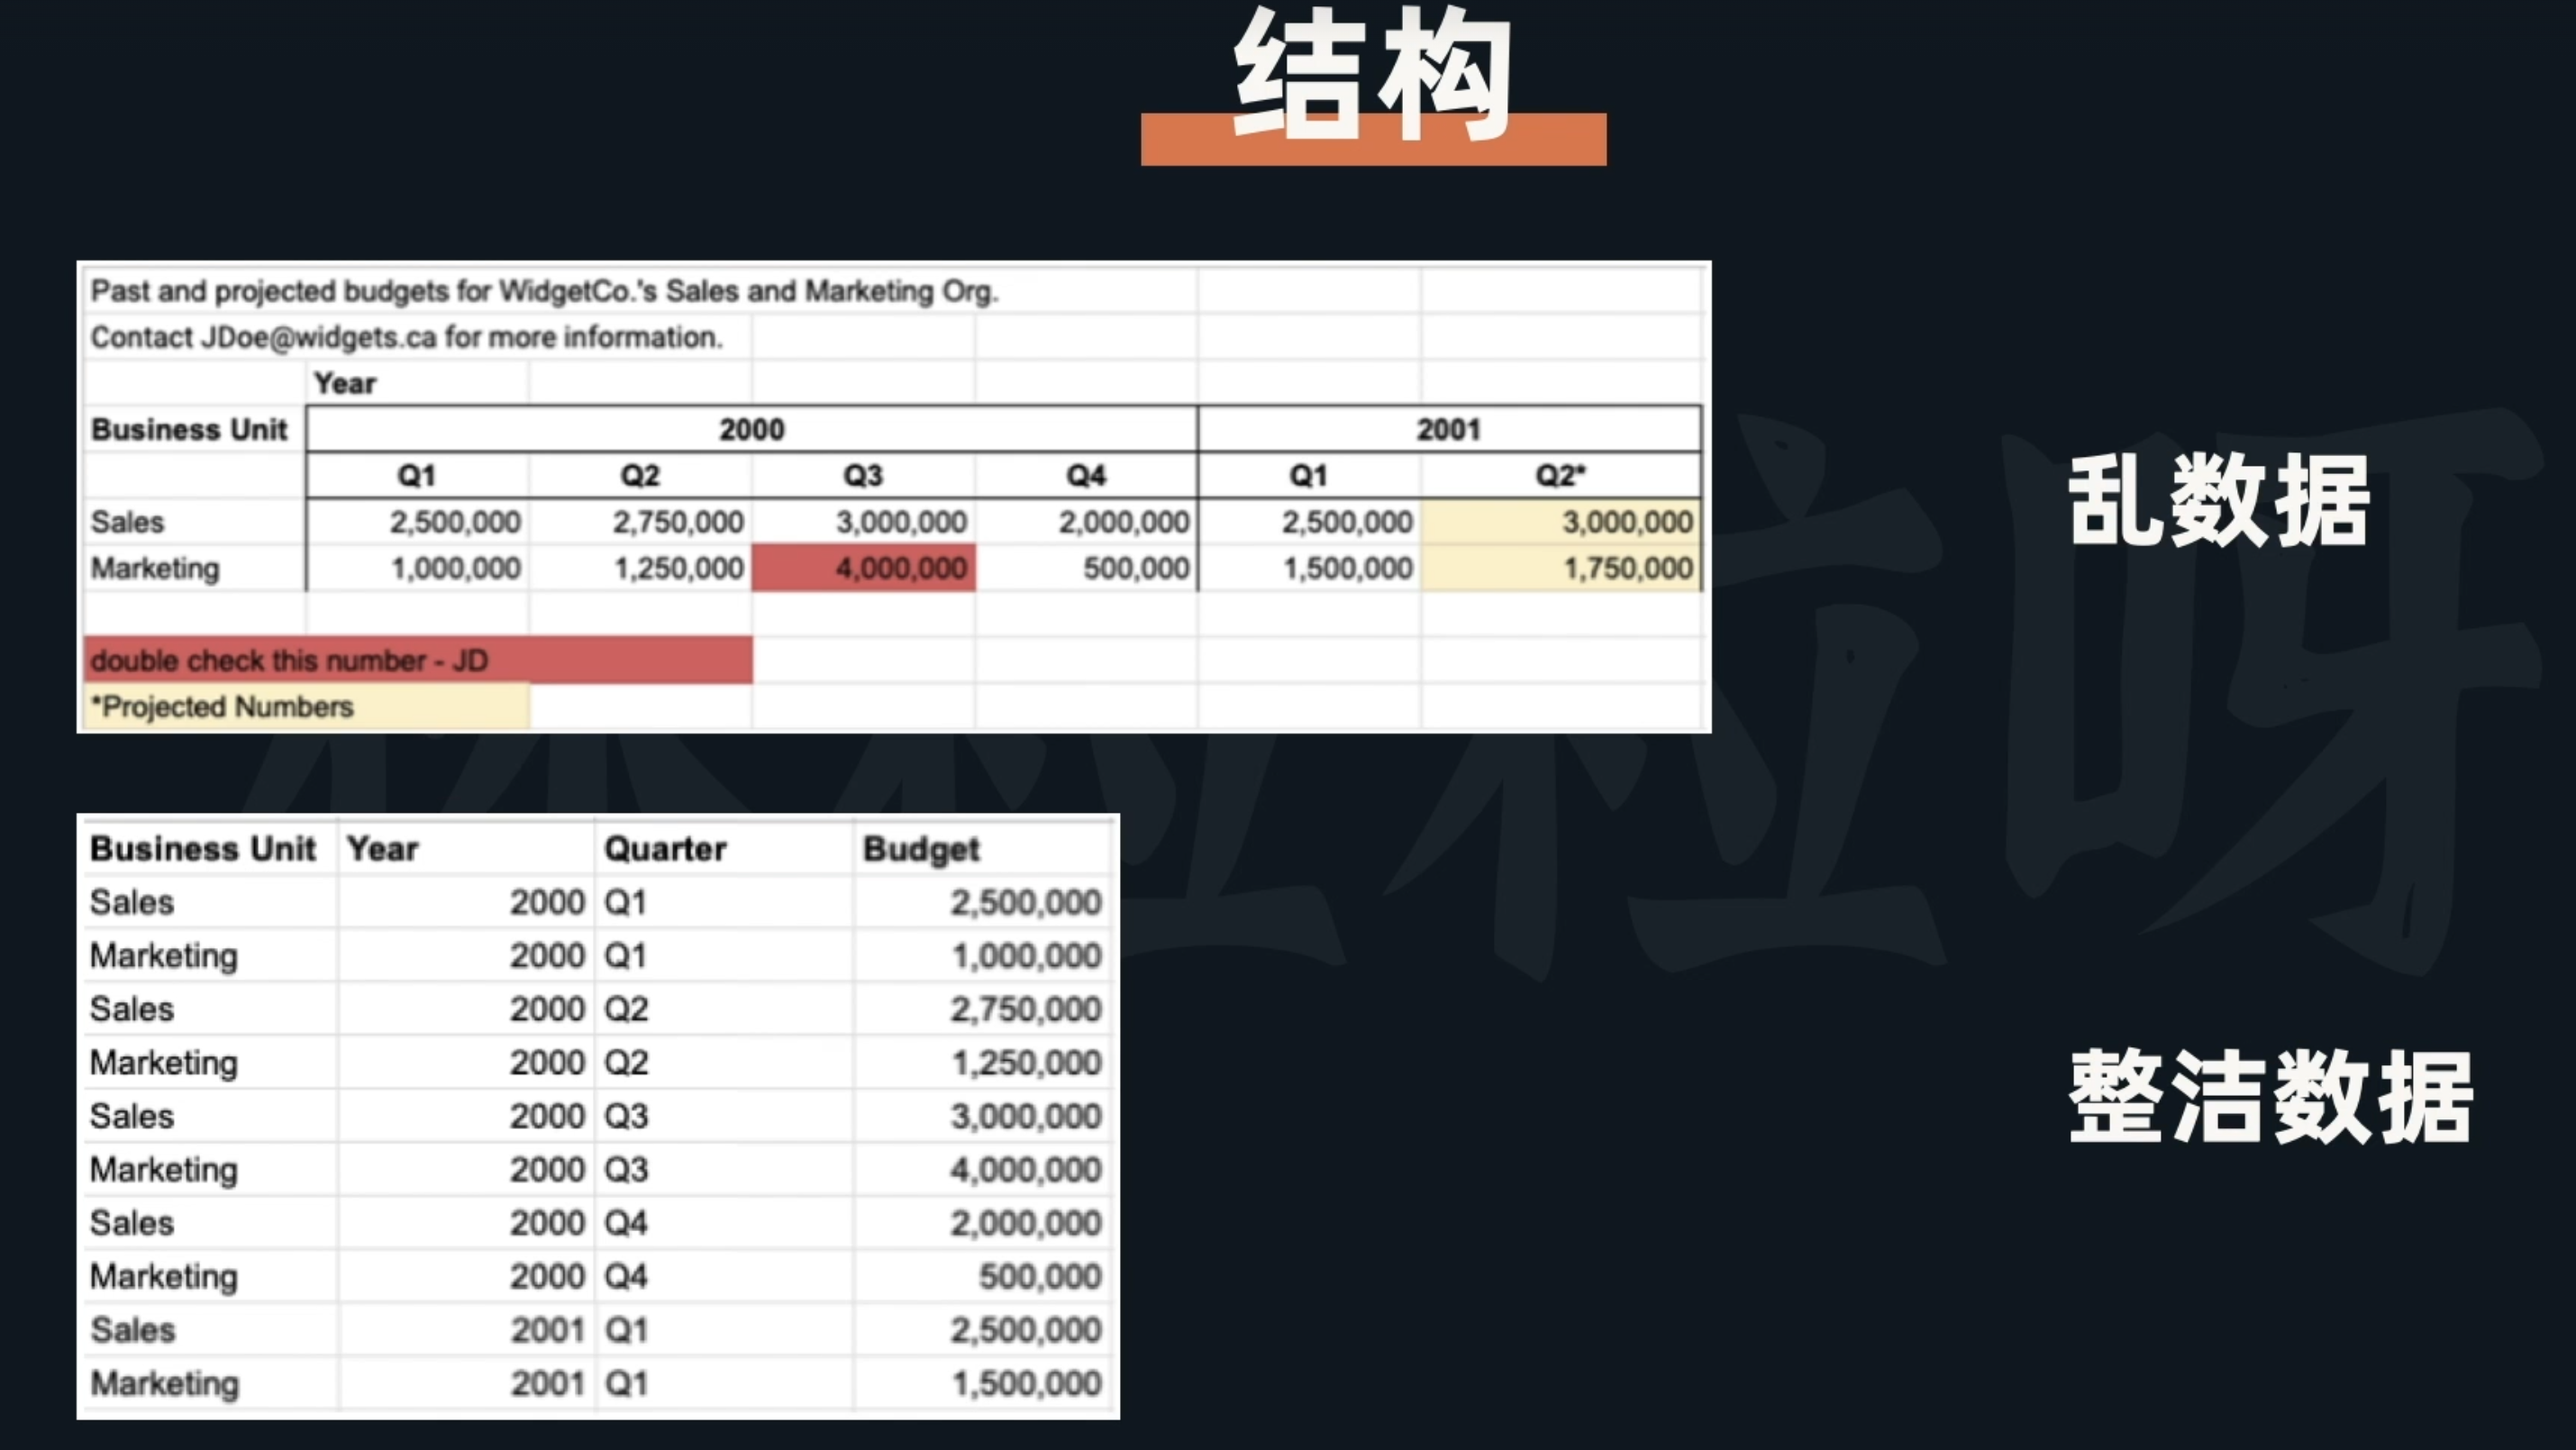 结构
Past and projected budgets for WidgetCo.'s Sales and Marketing Org.
Contact JDoe@widgets.ca for more information.
Year
Business Unit 2000 2001
Q1 Q2 Q3 Q4 Q1 Q2*
Sales 2,500,000 2,750,000 3,000,000 2,000,000 2,500,000 3,000,000
Marketing 1,000,000 1,250,000 4,000,000 500,000 1,500,000 1,750,000
double check this number - JD
*Projected Numbers
乱数据
Business Unit Year Quarter Budget
Sales 2000 Q1 2,500,000
Marketing 2000 Q1 1,000,000
Sales 2000 Q2 2,750,000
Marketing 2000 Q2 1,250,000
Sales 2000 Q3 3,000,000
Marketing 2000 Q3 4,000,000
Sales 2000 Q4 2,000,000
Marketing 2000 Q4 500,000
Sales 2001 Q1 2,500,000
Marketing 2001 Q1 1,500,000
整洁数据
粒呀